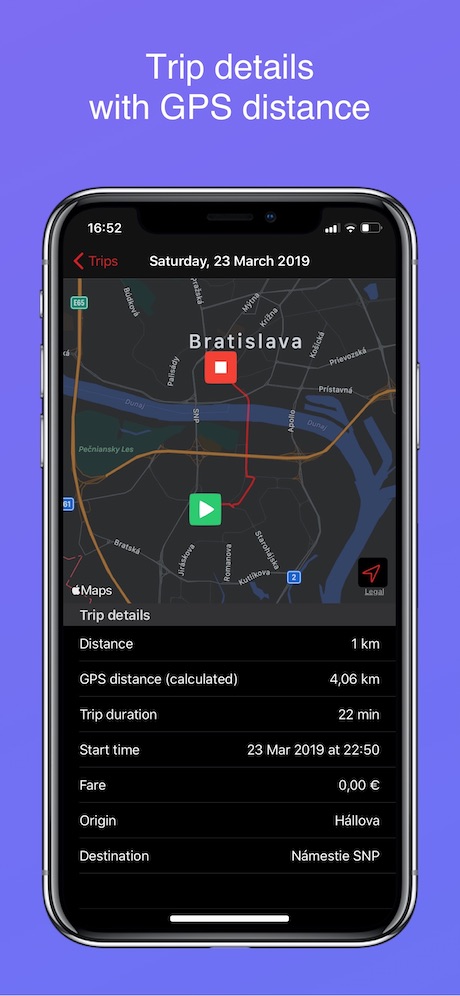 Trip details
with GPS distance
16:52
Trips
Saturday, 23 March 2019
E65
Búdková
Pražská
Mýtna
Krížna
Bratislava
Košická
Prievozská
Palisády
Prístavná
Dunaj
SNP
Apollo
Dunaj
Pečniansky Les
61
Bratská
Jiráskova
Romanova
Starohájska
Kutlíkova
2
Maps
Legal
Trip details
Distance 1 km
GPS distance (calculated) 4,06 km
Trip duration 22 min
Start time 23 Mar 2019 at 22:50
Fare 0,00 €
Origin Hállova
Destination Námestie SNP